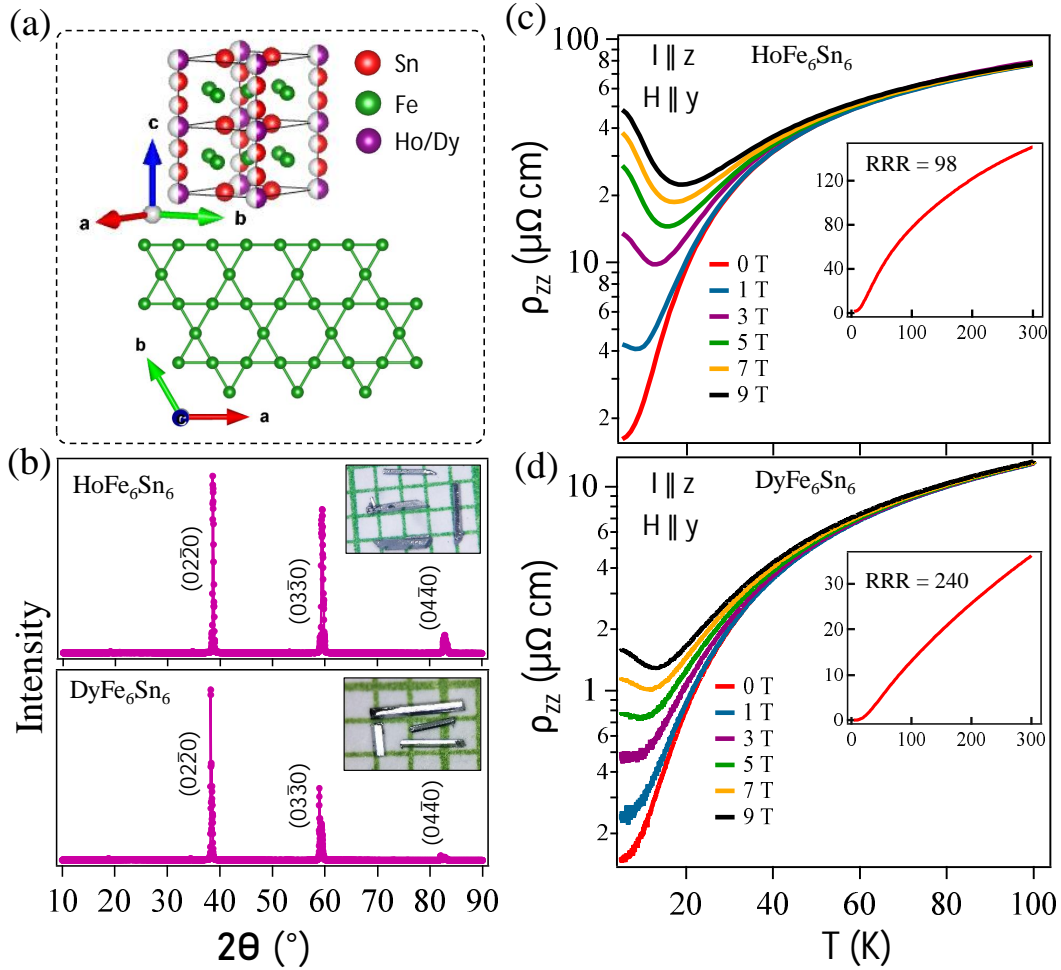 (a)
Sn
Fe
Ho/Dy
c
a
b
b
a
c
(b)
HoFe6Sn6
(022̄0)
(033̄0)
(044̄0)
Intensity
DyFe6Sn6
(022̄0)
(033̄0)
(044̄0)
10 20 30 40 50 60 70 80 90
2θ (°)
(c)
I ∥ z
H ∥ y
HoFe6Sn6
100
8
6
4
2
10
8
6
4
2
ρZZ (μΩ cm)
0 T
1 T
3 T
5 T
7 T
9 T
RRR = 98
120
80
40
0
0 100 200 300
(d)
I ∥ z
H ∥ y
DyFe6Sn6
10
8
6
4
2
1
8
6
4
2
ρZZ (μΩ cm)
0 T
1 T
3 T
5 T
7 T
9 T
RRR = 240
30
20
10
0
0 100 200 300
20 40 60 80 100
T (K)